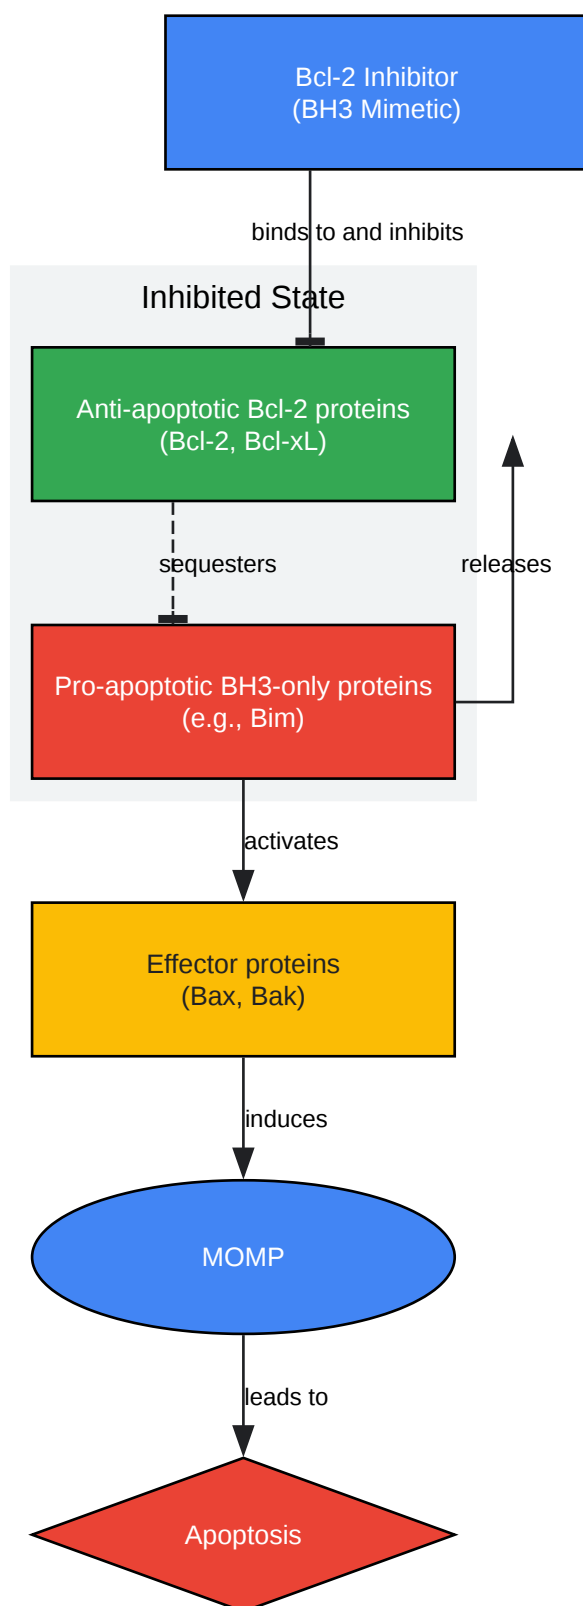 Bcl-2 Inhibitor
(BH3 Mimetic)
binds to and inhibits
Inhibited State
Anti-apoptotic Bcl-2 proteins
(Bcl-2, Bcl-xL)
sequesters
releases
Pro-apoptotic BH3-only proteins
(e.g., Bim)
activates
Effector proteins
(Bax, Bak)
induces
MOMP
leads to
Apoptosis